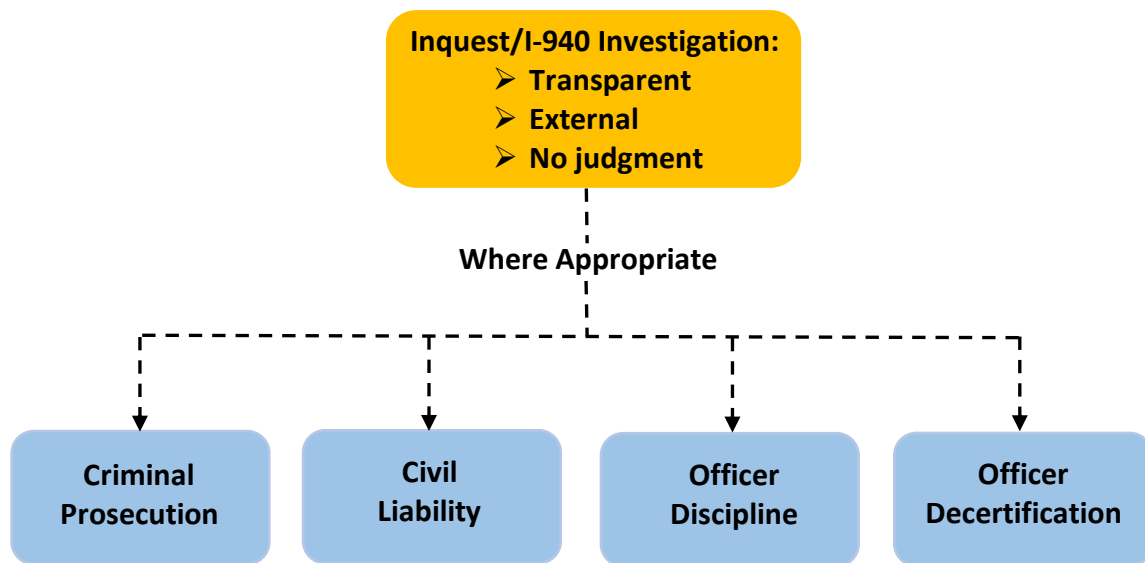 Inquest/I-940 Investigation:
➢ Transparent
➢ External
➢ No judgment
Where Appropriate
Criminal
Prosecution
Civil
Liability
Officer
Discipline
Officer
Decertification